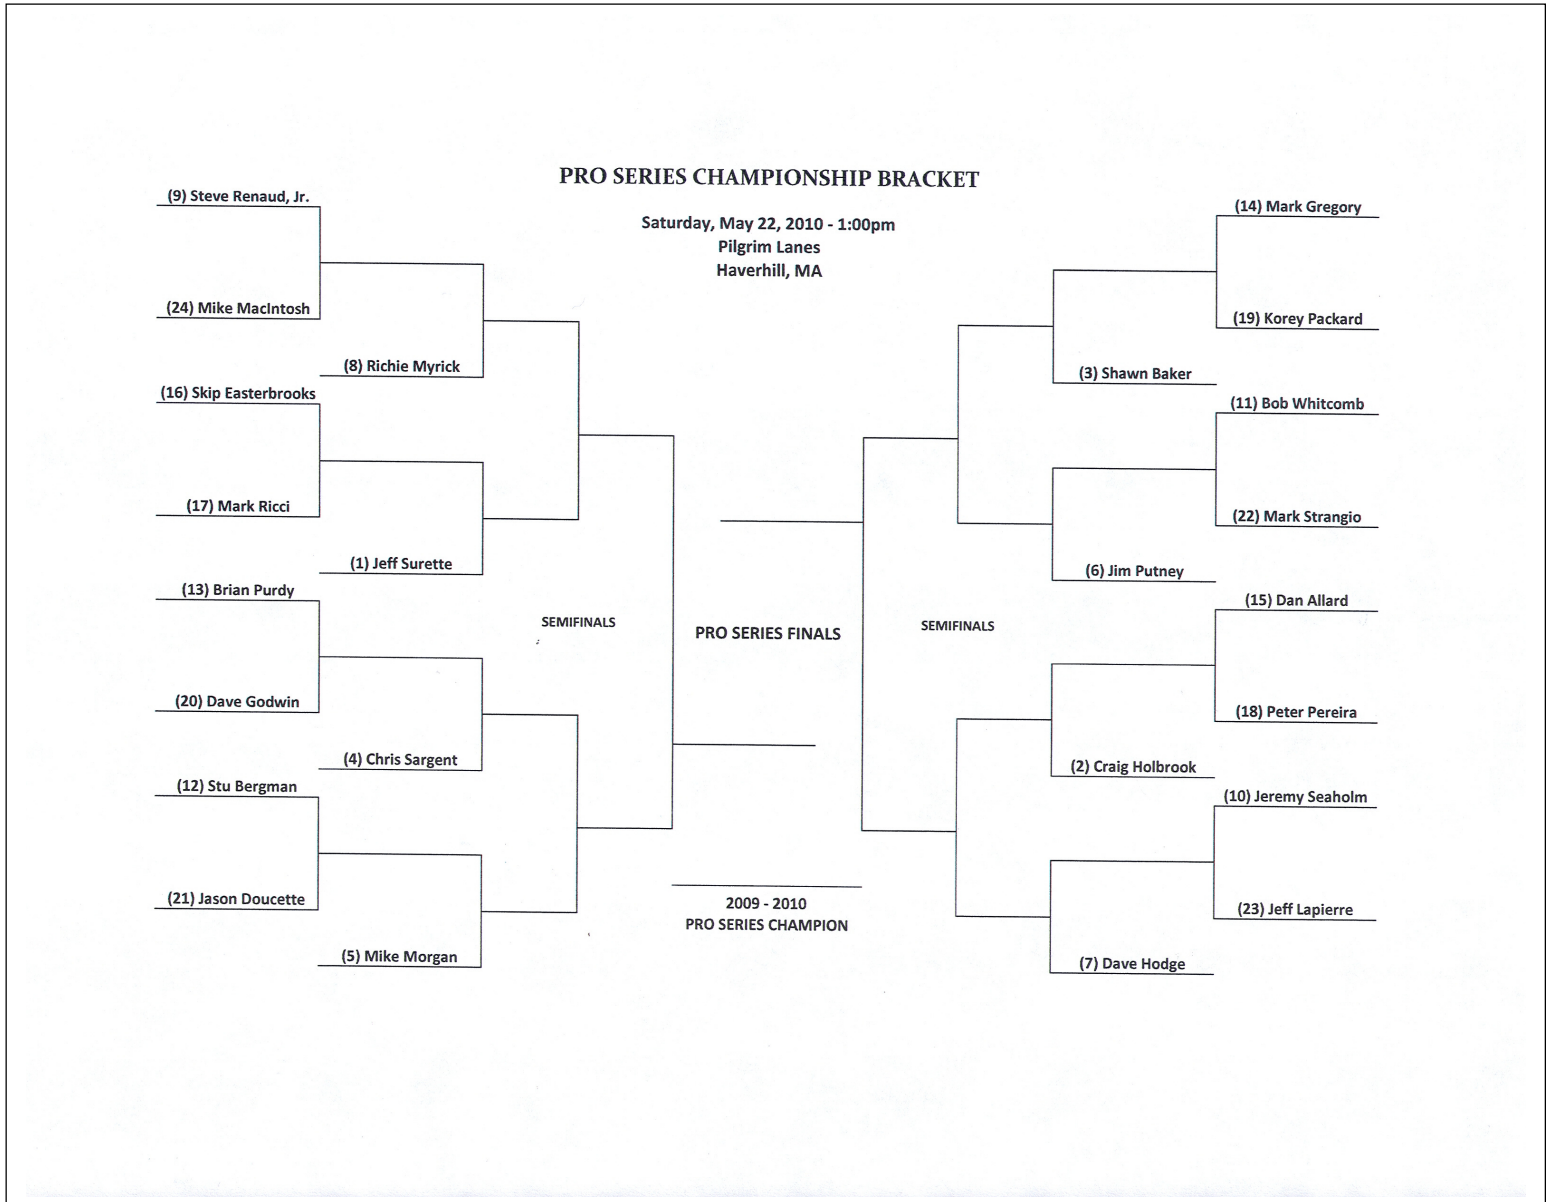 PRO SERIES CHAMPIONSHIP BRACKET
Saturday, May 22, 2010 - 1:00pm
Pilgrim Lanes
Haverhill, MA
(9) Steve Renaud, Jr.
(24) Mike MacIntosh
(8) Richie Myrick
(16) Skip Easterbrooks
(17) Mark Ricci
(1) Jeff Surette
(13) Brian Purdy
(20) Dave Godwin
(4) Chris Sargent
(12) Stu Bergman
(21) Jason Doucette
(5) Mike Morgan
SEMIFINALS
PRO SERIES FINALS
SEMIFINALS
2009 - 2010
PRO SERIES CHAMPION
(14) Mark Gregory
(19) Korey Packard
(3) Shawn Baker
(11) Bob Whitcomb
(22) Mark Strangio
(6) Jim Putney
(15) Dan Allard
(18) Peter Pereira
(2) Craig Holbrook
(10) Jeremy Seaholm
(23) Jeff Lapierre
(7) Dave Hodge